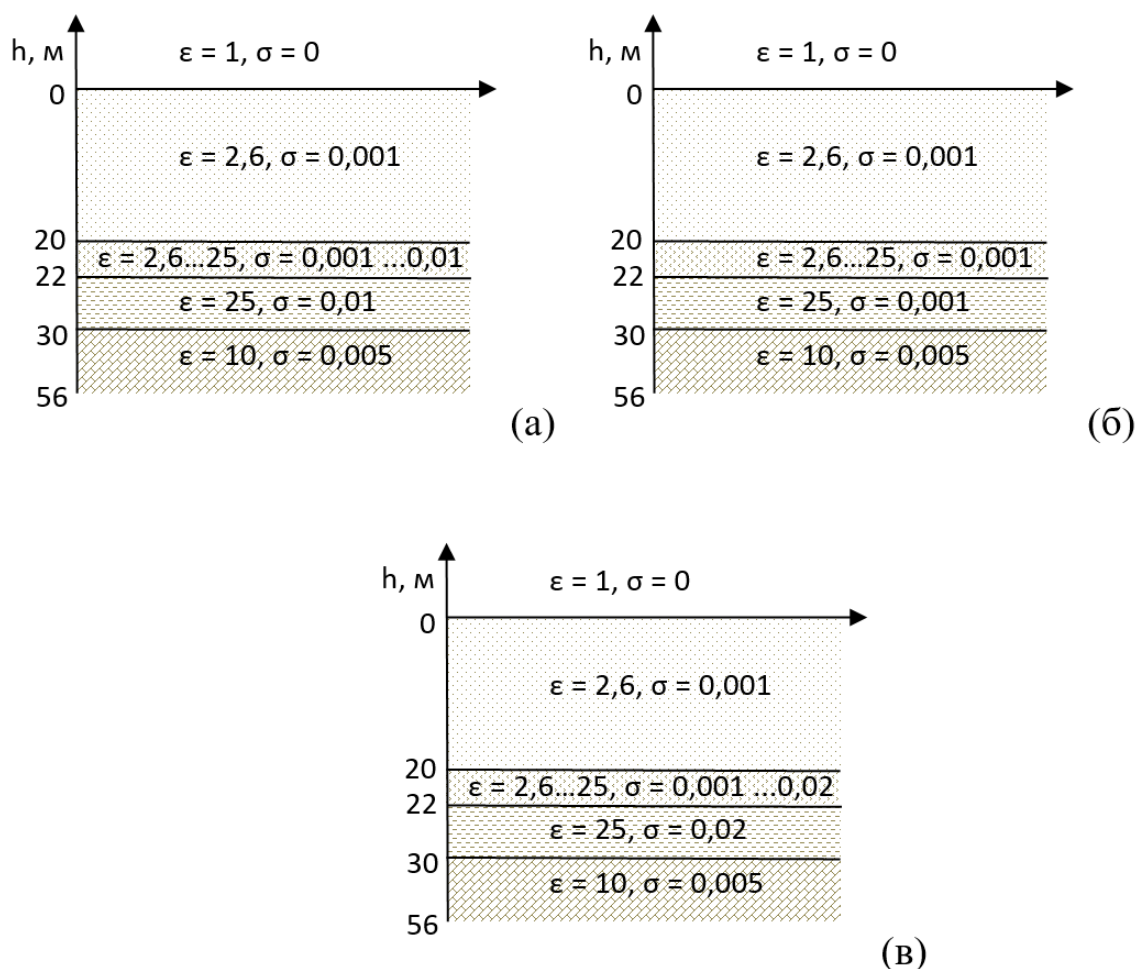 h, м
ε = 1, σ = 0
0
ε = 2,6, σ = 0,001
20
ε = 2,6...25, σ = 0,001 ...0,01
22
ε = 25, σ = 0,01
30
ε = 10, σ = 0,005
56
(а)
h, м
ε = 1, σ = 0
0
ε = 2,6, σ = 0,001
20
ε = 2,6...25, σ = 0,001
22
ε = 25, σ = 0,001
30
ε = 10, σ = 0,005
56
(б)
h, м
ε = 1, σ = 0
0
ε = 2,6, σ = 0,001
20
ε = 2,6...25, σ = 0,001 ...0,02
22
ε = 25, σ = 0,02
30
ε = 10, σ = 0,005
56
(в)